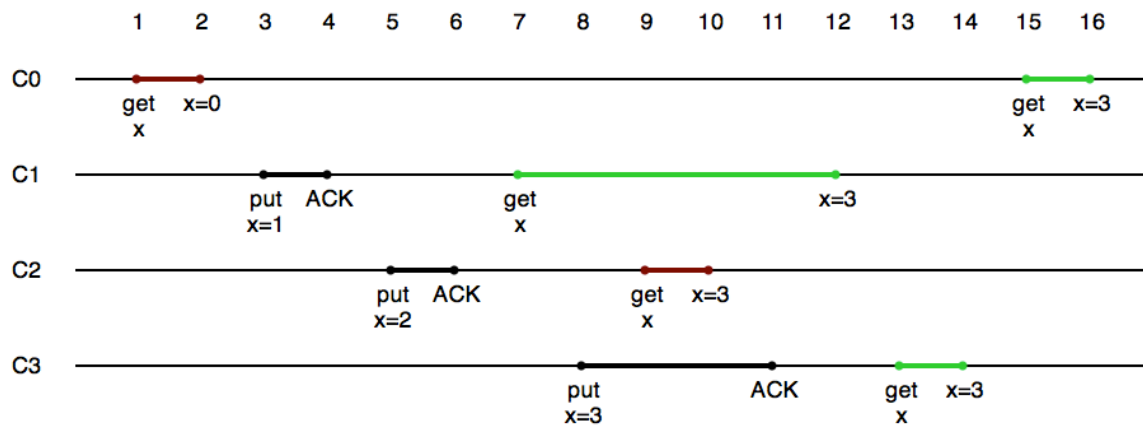 1 2 3 4 5 6 7 8 9 10 11 12 13 14 15 16
C0
get x=0 get x=3
x x
C1
put ACK get x=3
x=1 x
C2
put ACK get x=3
x=2 x
C3
put ACK get x=3
x=3 x